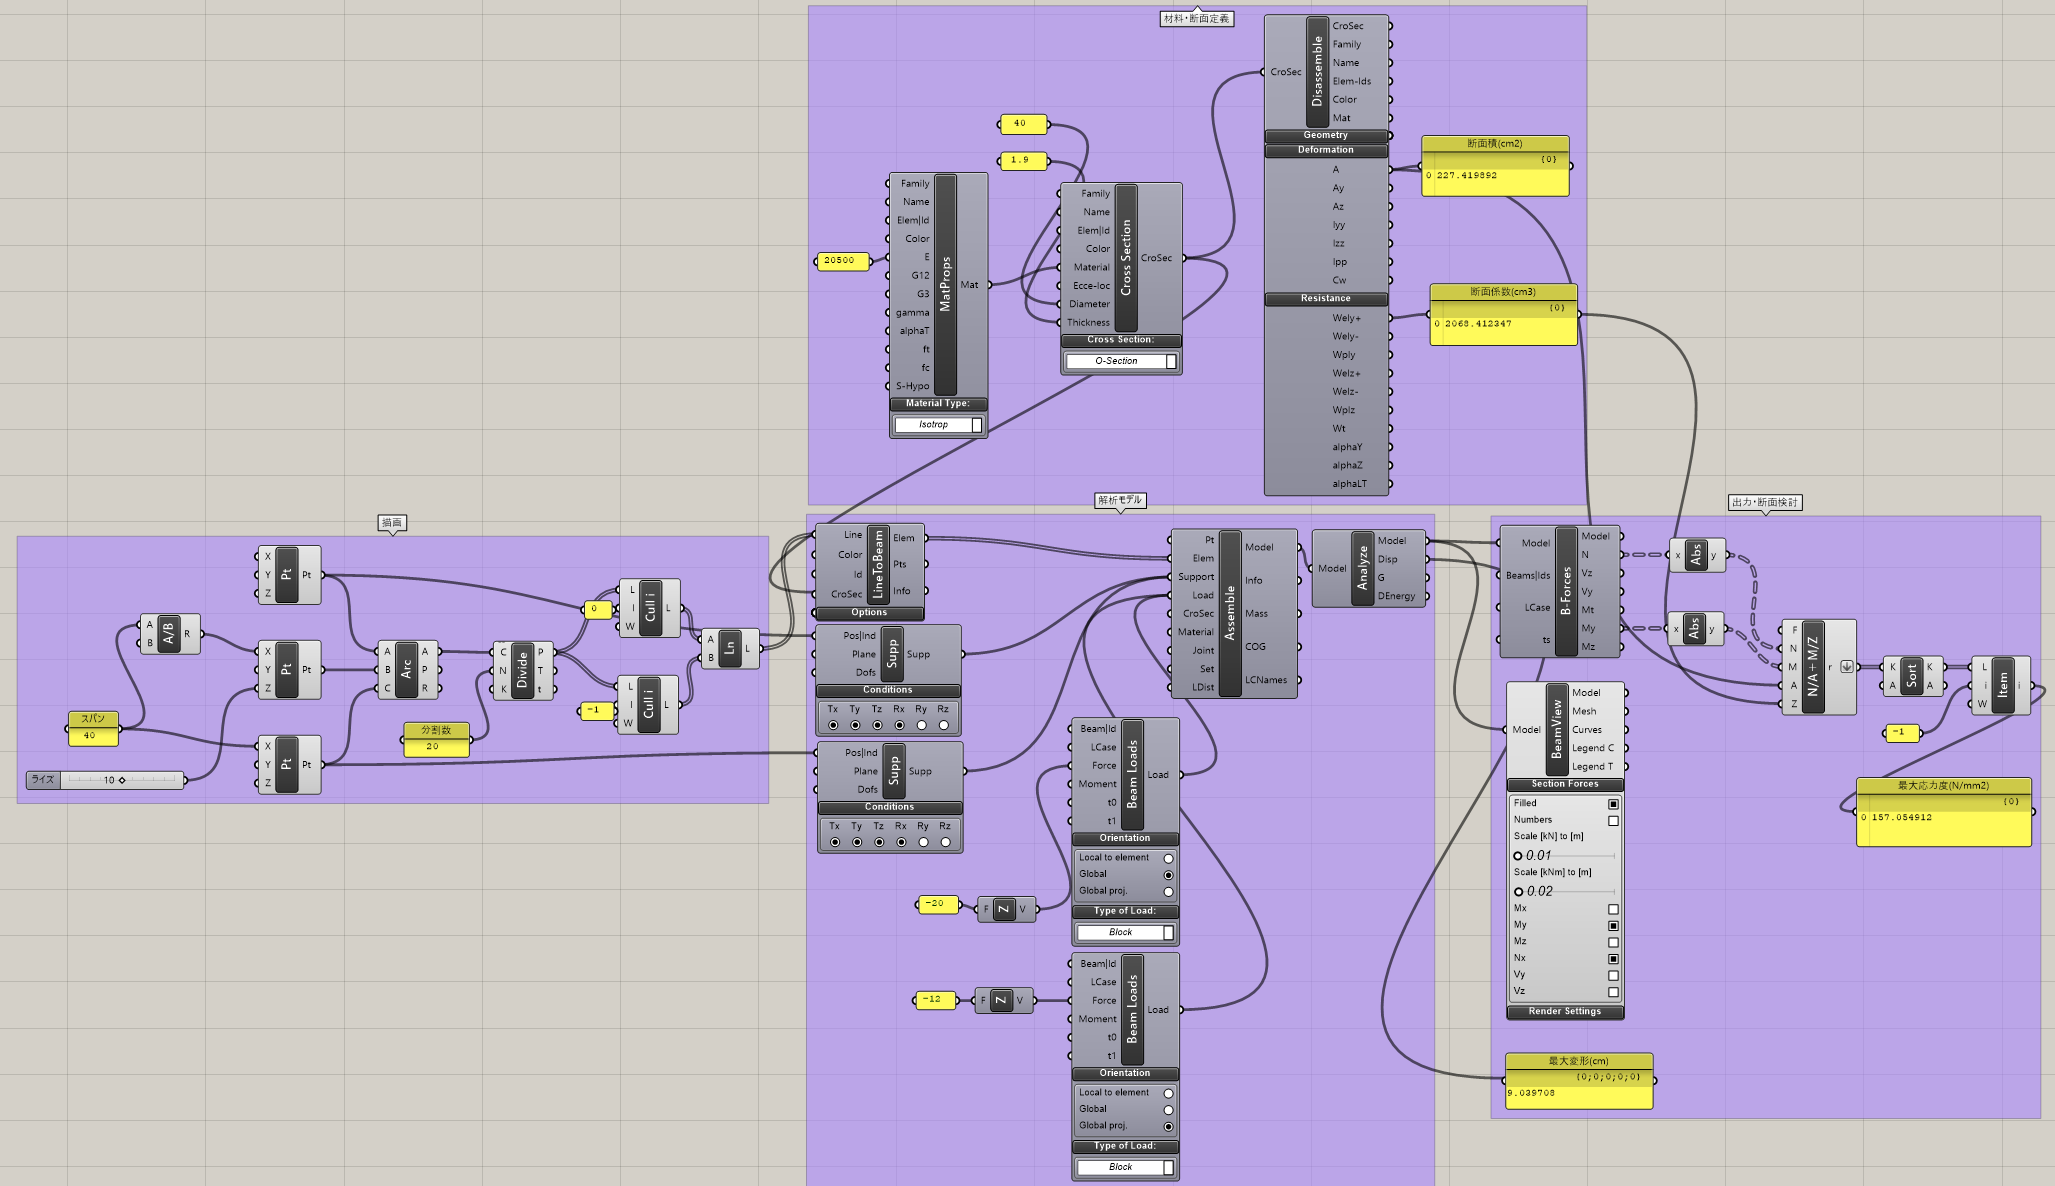 材料・断面定義
CroSec
Disassemble
CroSec
Family
Name
Elem-Ids
Color
Mat
Geometry
Deformation
A
Ay
Az
Iyy
Izz
Ipp
Cw
Resistance
Wely+
Wely-
Wply
Welz+
Welz-
Wplz
Wt
alphaY
alphaZ
alphaLT
断面積(cm2)
{0}
0 227.419892
断面係数(cm3)
{0}
0 2068.412347
40
1.9
20500
Family
Name
Elem|Id
Color
E
G12
G3
gamma
alphaT
ft
fc
S-Hypo
MatProps
Mat
Material Type:
Isotrop
Family
Name
Elem|Id
Color
Material
Ecce-loc
Diameter
Thickness
Cross Section
CroSec
Cross Section:
O-Section
描画
X
Y
Z
Pt
Pt
A
B
A/B
R
X
Y
Z
Pt
Pt
X
Y
Z
Pt
Pt
スパン
40
ライズ
10
A
B
C
Arc
A
P
R
分割数
20
C
N
K
Divide
P
T
t
0
-1
L
I
W
Cull i
L
L
I
W
Cull i
L
A
B
Ln
L
解析モデル
Line
Color
Id
CroSec
LineToBeam
Elem
Pts
Info
Options
Pos|Ind
Plane
Dofs
Supp
Supp
Conditions
Tx Ty Tz Rx Ry Rz
Pos|Ind
Plane
Dofs
Supp
Supp
Conditions
Tx Ty Tz Rx Ry Rz
-20
F
Z
V
-12
F
Z
V
Beam|Id
LCase
Force
Moment
t0
t1
Beam Loads
Load
Orientation
Local to element
Global
Global proj.
Type of Load:
Block
Beam|Id
LCase
Force
Moment
t0
t1
Beam Loads
Load
Orientation
Local to element
Global
Global proj.
Type of Load:
Block
Pt
Elem
Support
Load
CroSec
Material
Joint
Set
LDist
Assemble
Model
Info
Mass
COG
LCNames
Model
Analyze
Model
Disp
G
DEnergy
出力・断面検討
Model
Beams|Ids
LCase
ts
B-Forces
Model
N
Vz
Vy
Mt
My
Mz
x
Abs
y
x
Abs
y
F
N
M
A
Z
N/A+M/Z
r
K
A
Sort
K
A
-1
L
i
W
Item
i
最大応力度(N/mm2)
{0}
0 157.054912
Model
BeamView
Model
Mesh
Curves
Legend C
Legend T
Section Forces
Filled
Numbers
Scale [kN] to [m]
0.01
Scale [kNm] to [m]
0.02
Mx
My
Mz
Nx
Vy
Vz
Render Settings
最大変形(cm)
{0;0;0;0;0}
9.039708